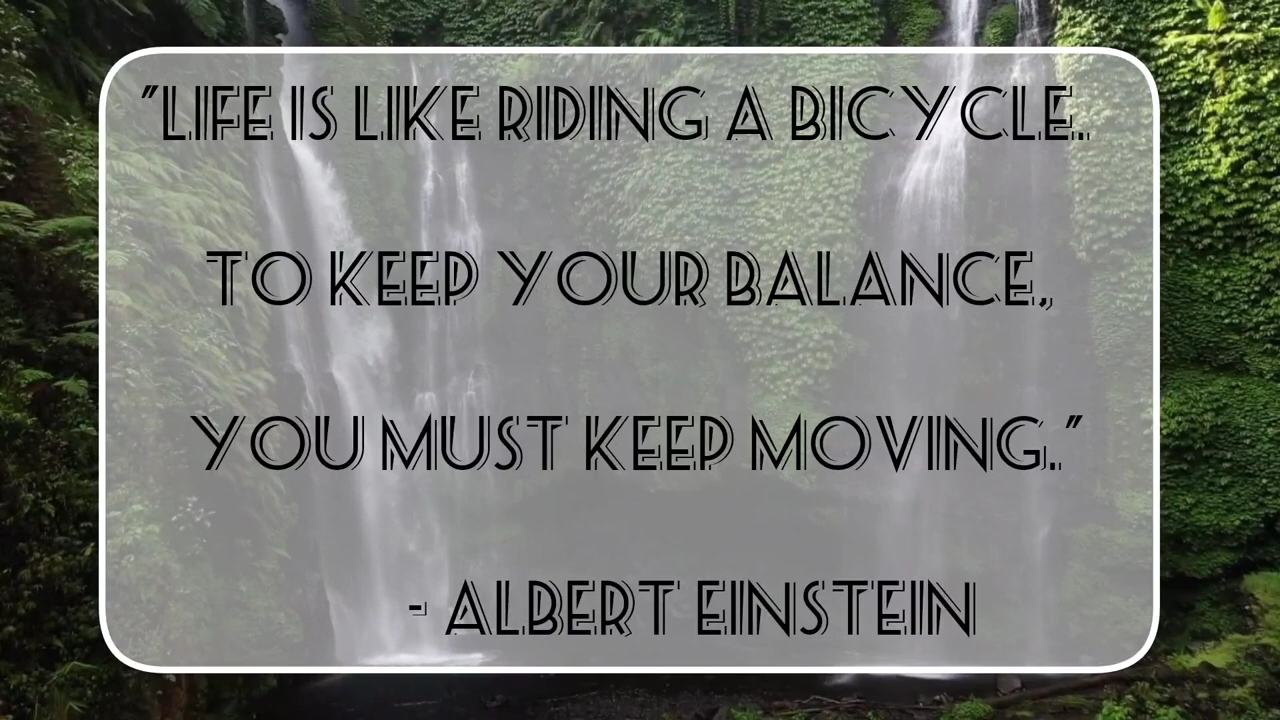 "LIFE IS LIKE RIDING A BICYCLE.
TO KEEP YOUR BALANCE,
YOU MUST KEEP MOVING."
- ALBERT EINSTEIN